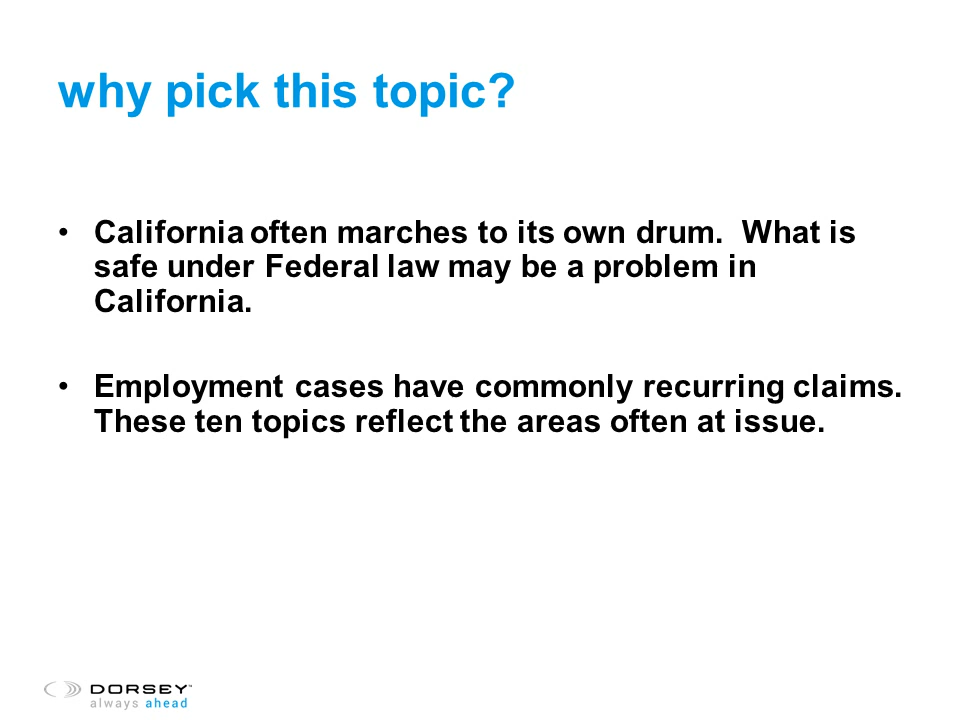 why pick this topic?
• California often marches to its own drum.  What is
safe under Federal law may be a problem in
California.
• Employment cases have commonly recurring claims.
These ten topics reflect the areas often at issue.
DORSEY™
always ahead